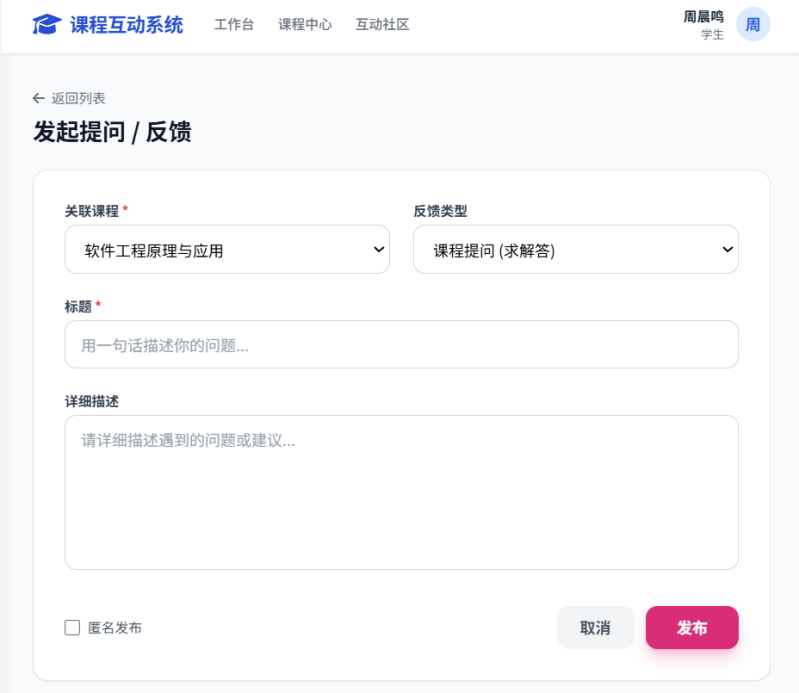 课程互动系统 工作台 课程中心 互动社区 周晨鸣 周
学生
← 返回列表
发起提问 / 反馈
关联课程 * 反馈类型
软件工程原理与应用 课程提问 (求解答)
标题 *
用一句话描述你的问题...
详细描述
请详细描述遇到的问题或建议...
匿名发布 取消 发布